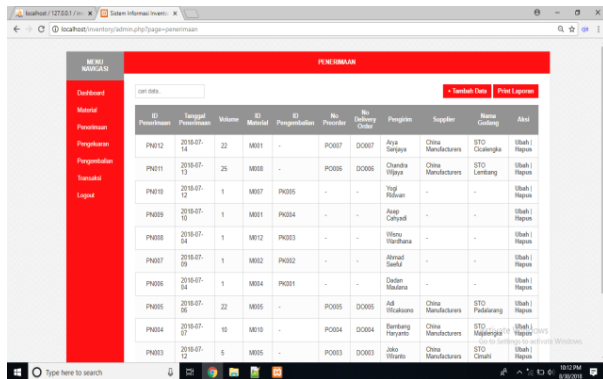 localhost / 127.0.0.1 / in
Sistem Informasi Invento
localhost/inventory/admin.php?page=penerimaan
MENU NAVIGASI
PENERIMAAN
Dashboard
Material
Penerimaan
Pengeluaran
Pengembalian
Transaksi
Logout
cari data...
+ Tambah Data
Print Laporan
ID Penerimaan Tanggal Penerimaan Volume ID Material ID Pengembalian No Preorder No Delivery Order Pengirim Supplier Nama Gudang Aksi
PN012 2018-07-14 22 M001 - PO007 DO007 Arya Sanjaya China Manufacturers STO Cicalengka Ubah | Hapus
PN011 2018-07-13 25 M008 - PO006 DO006 Chandra Wijaya China Manufacturers STO Lembang Ubah | Hapus
PN010 2018-07-12 1 M007 PK005 - - Yogi Ridwan - - Ubah | Hapus
PN009 2018-07-10 1 M001 PK004 - - Asep Cahyadi - - Ubah | Hapus
PN008 2018-07-04 1 M012 PK003 - - Wisnu Wardhana - - Ubah | Hapus
PN007 2018-07-09 1 M002 PK002 - - Ahmad Saeful - - Ubah | Hapus
PN006 2018-07-04 1 M004 PK001 - - Dadan Maulana - - Ubah | Hapus
PN005 2018-07-06 22 M005 - PO005 DO005 Adi Wicaksono China Manufacturers STO Padalarang Ubah | Hapus
PN004 2018-07-07 10 M010 - PO004 DO004 Bambang Haryanto China Manufacturers STO Majalengka Ubah | Hapus
PN003 2018-07-12 5 M005 - PO003 DO003 Joko Wiranto China Manufacturers STO Cimahi Ubah | Hapus
Activate Windows
Go to Settings to activate Windows.
Type here to search
10:12 PM
8/30/2018